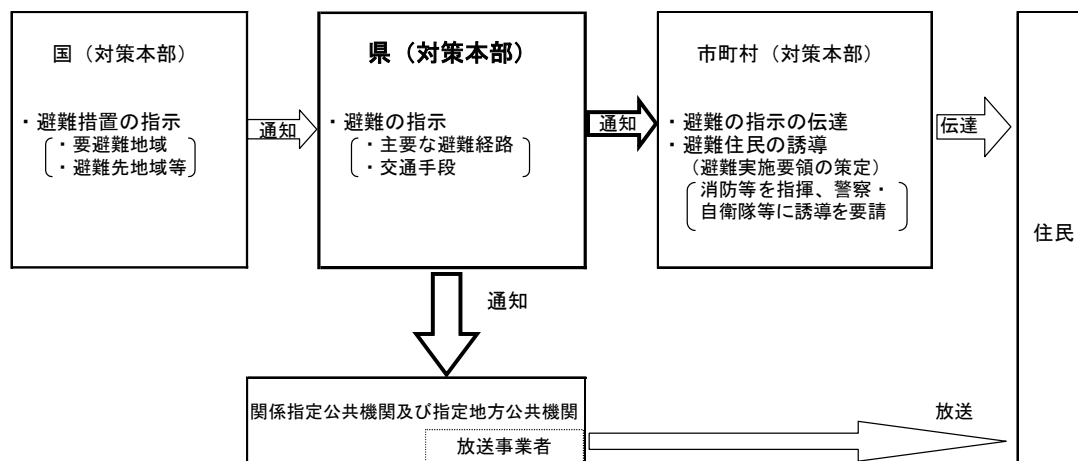 国（対策本部）
・避難措置の指示
・要避難地域
・避難先地域等
通知
県（対策本部）
・避難の指示
・主要な避難経路
・交通手段
通知
市町村（対策本部）
・避難の指示の伝達
・避難住民の誘導
（避難実施要領の策定）
消防等を指揮、警察・
自衛隊等に誘導を要請
伝達
住民
通知
関係指定公共機関及び指定地方公共機関
放送事業者
放送